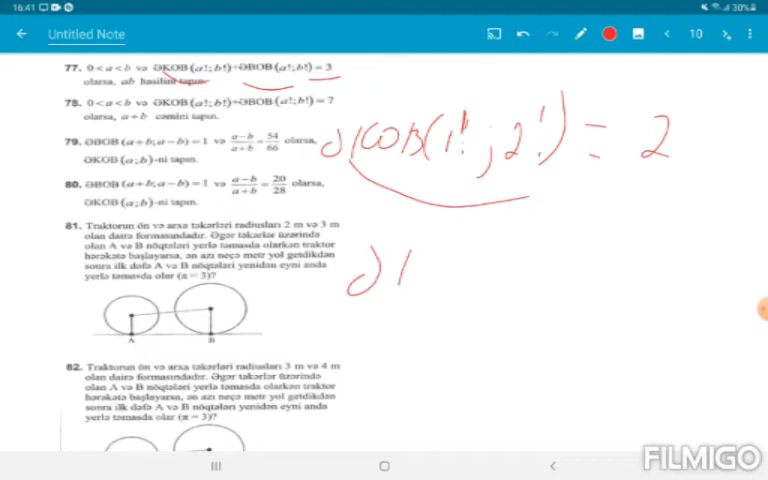 16:41
30%
Untitled Note
10
77. 0<a<b və ƏKOB(a!;b!)+ƏBOB(a!;b!)=3
olarsa, ab hasilini tapın.
78. 0<a<b və ƏKOB(a!;b!)+ƏBOB(a!;b!)=7
olarsa, a+b cəmini tapın.
79. ƏBOB(a+b;a−b)=1 və (a−b)/(a+b)=54/66 olarsa,
ƏKOB(a;b)-ni tapın.
80. ƏBOB(a+b;a−b)=1 və (a−b)/(a+b)=20/28 olarsa,
ƏKOB(a;b)-ni tapın.
ƏKOB(1!;2!)=2
81. Traktorun ön və arxa təkərləri radiusları 2 m və 3 m
olan dairə formasındadır. Əgər təkərlər üzərində
olan A və B nöqtələri yerlə təmasda olarkən traktor
hərəkətə başlayarsa, ən azı neçə metr yol getdikdən
sonra ilk dəfə A və B nöqtələri yenidən eyni anda
yerlə təmasda olar (π = 3)?
A B
82. Traktorun ön və arxa təkərləri radiusları 3 m və 4 m
olan dairə formasındadır. Əgər təkərlər üzərində
olan A və B nöqtələri yerlə təmasda olarkən traktor
hərəkətə başlayarsa, ən azı neçə metr yol getdikdən
sonra ilk dəfə A və B nöqtələri yenidən eyni anda
yerlə təmasda olar (π = 3)?
FILMIGO